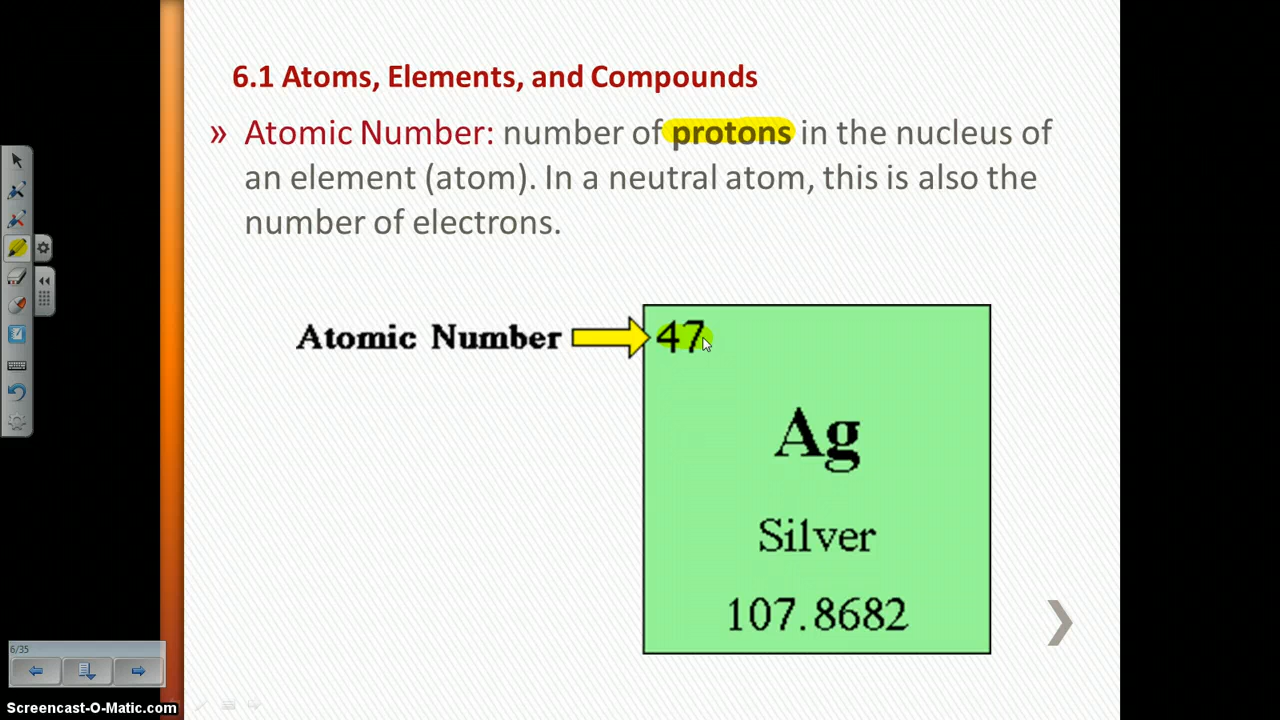 6.1 Atoms, Elements, and Compounds
» Atomic Number: number of protons in the nucleus of
an element (atom). In a neutral atom, this is also the
number of electrons.
Atomic Number
47
Ag
Silver
107.8682
6/35
Screencast-O-Matic.com